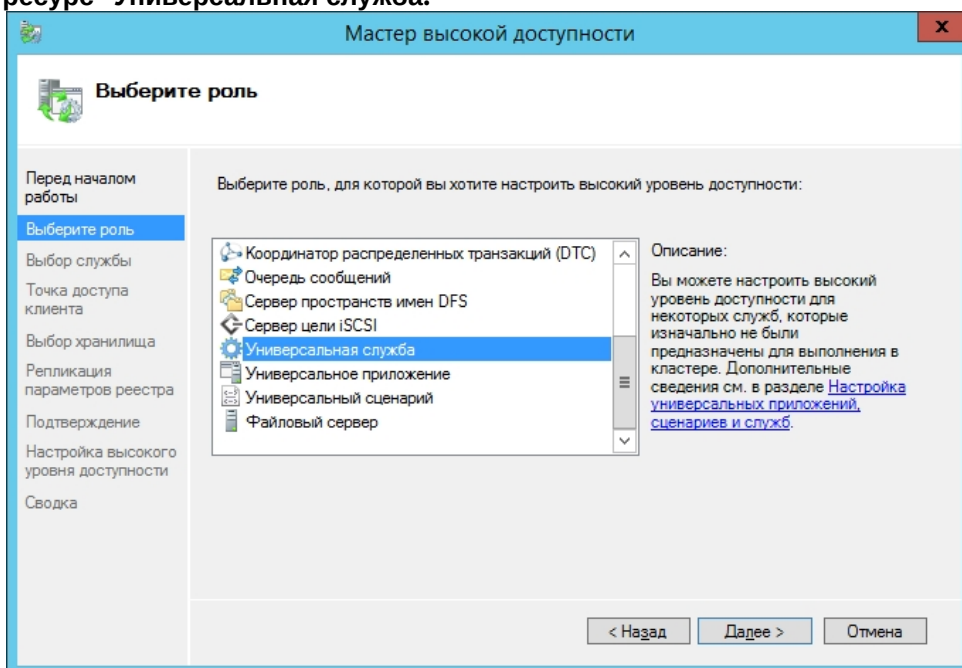 ресурс "Универсальная служба.
Мастер высокой доступности
x
Выберите роль
Перед началом
работы
Выберите роль
Выбор службы
Точка доступа
клиента
Выбор хранилища
Репликация
параметров реестра
Подтверждение
Настройка высокого
уровня доступности
Сводка
Выберите роль, для которой вы хотите настроить высокий уровень доступности:
Координатор распределенных транзакций (DTC)
Очередь сообщений
Сервер пространств имен DFS
Сервер цели iSCSI
Универсальная служба
Универсальное приложение
Универсальный сценарий
Файловый сервер
Описание:
Вы можете настроить высокий
уровень доступности для
некоторых служб, которые
изначально не были
предназначены для выполнения в
кластере. Дополнительные
сведения см. в разделе Настройка
универсальных приложений,
сценариев и служб.
< Назад
Далее >
Отмена